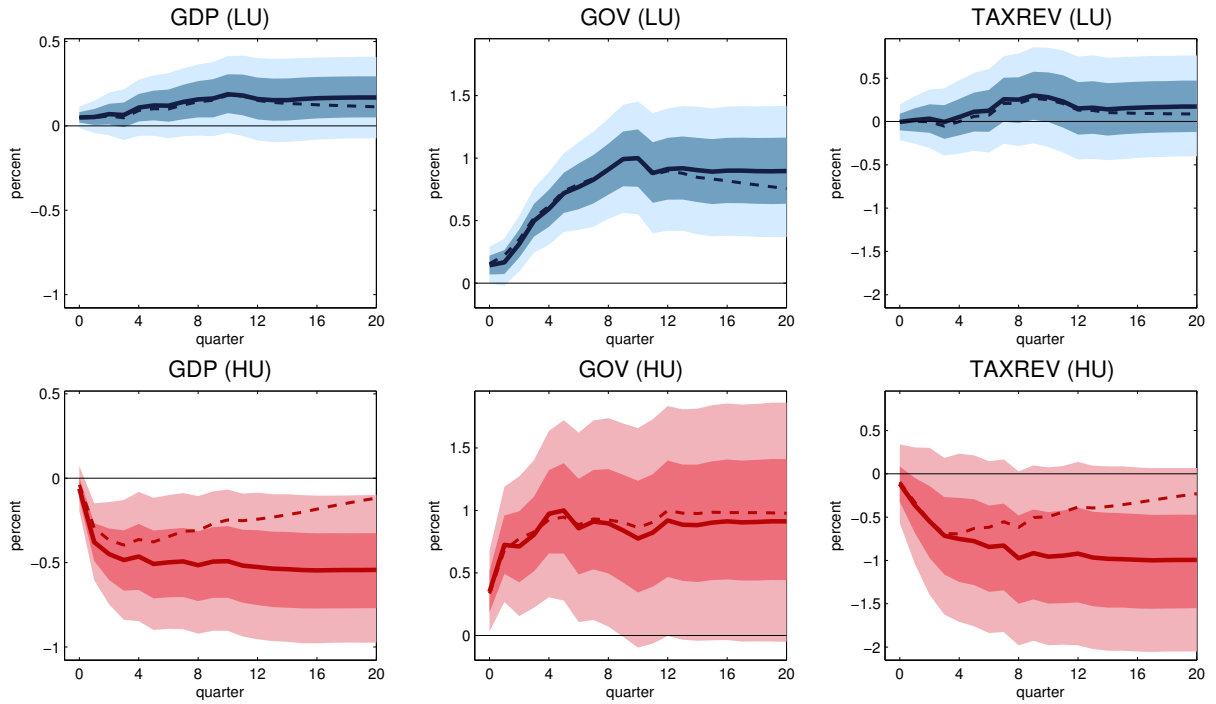 GDP (LU)
GOV (LU)
TAXREV (LU)
percent
0.5
0
−0.5
−1
0 4 8 12 16 20
quarter
percent
1.5
1
0.5
0
0 4 8 12 16 20
quarter
percent
0.5
0
−0.5
−1
−1.5
−2
0 4 8 12 16 20
quarter
GDP (HU)
GOV (HU)
TAXREV (HU)
percent
0.5
0
−0.5
−1
0 4 8 12 16 20
quarter
percent
1.5
1
0.5
0
0 4 8 12 16 20
quarter
percent
0.5
0
−0.5
−1
−1.5
−2
0 4 8 12 16 20
quarter